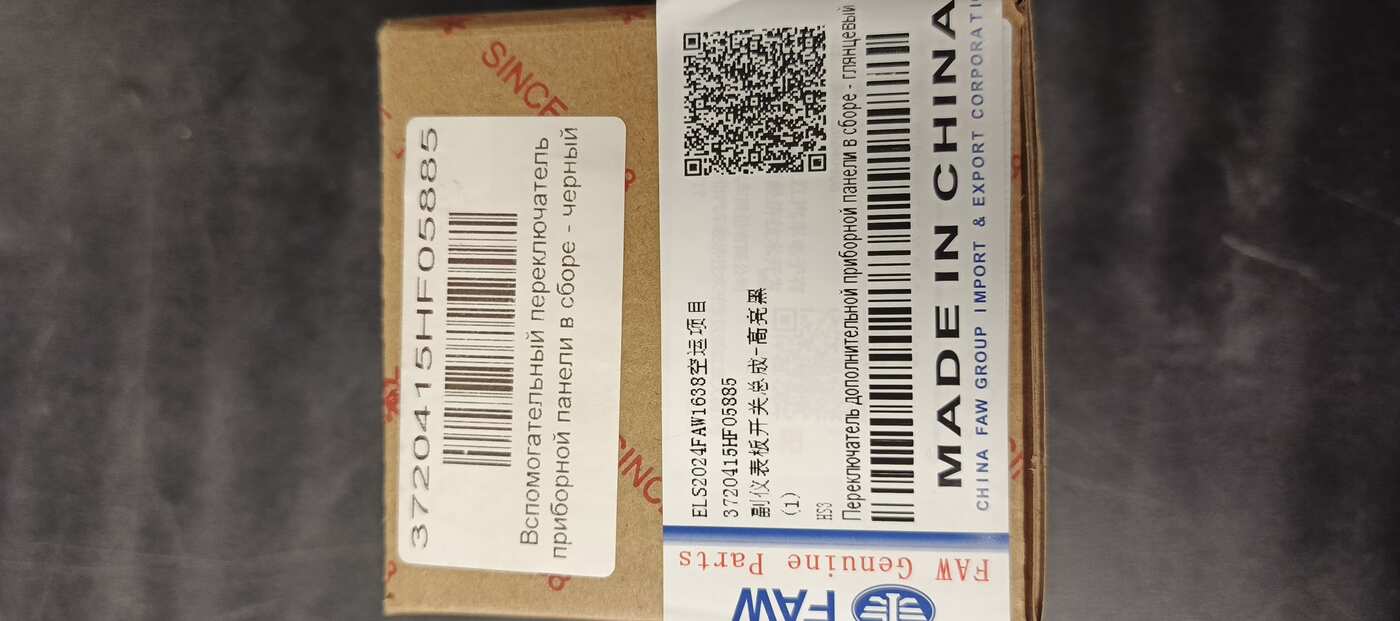 3720415HF05885
Вспомогательный переключатель
приборной панели в сборе - черный
ELS2024FAW1638空运项目
3720415HF05885
副仪表板开关总成-高亮黑
(1)
HS3
Переключатель дополнительной приборной панели в сборе - глянцевый
MADE IN CHINA
CHINA FAW GROUP IMPORT & EXPORT CORPORATI
FAW Genuine Parts
FAW
SINCE